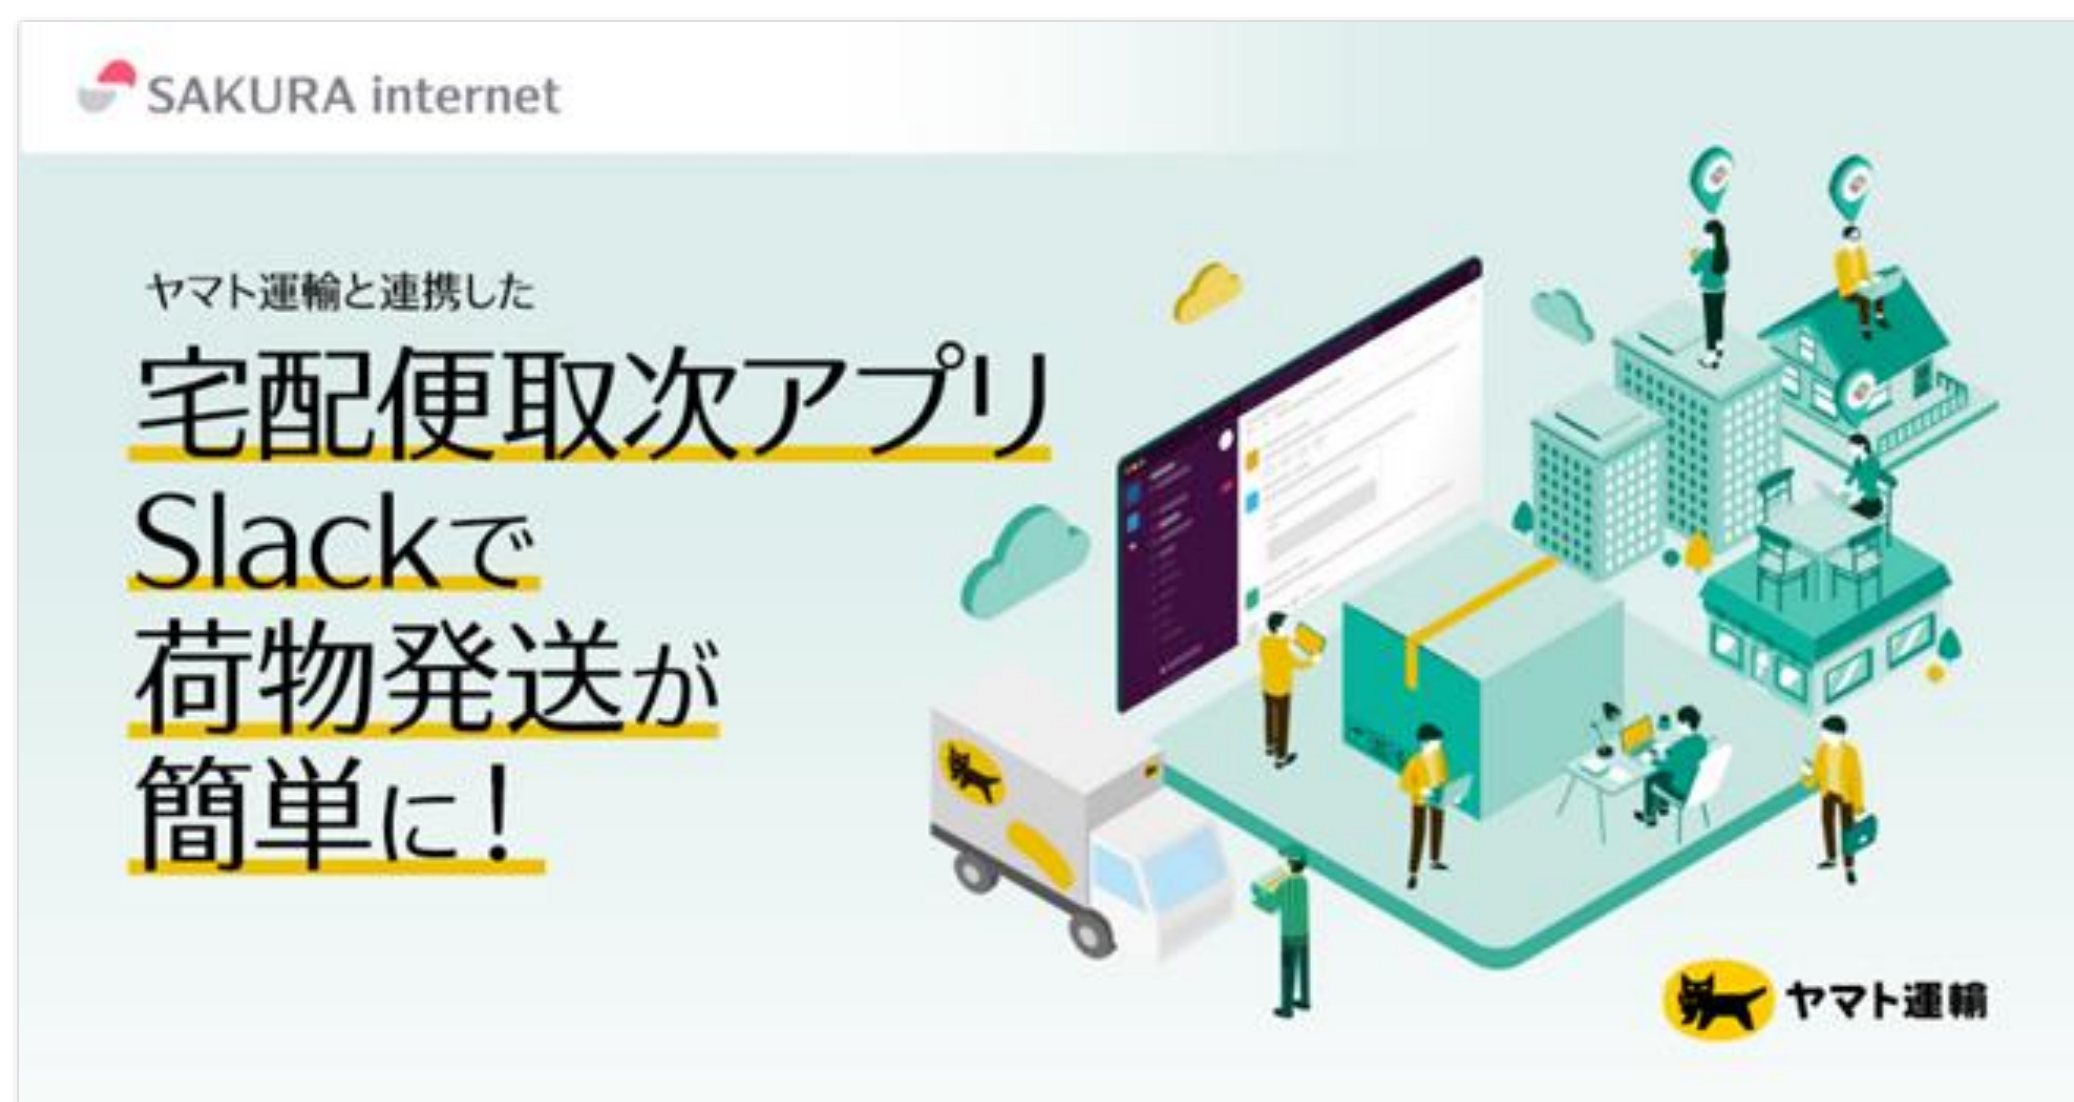 SAKURA internet
ヤマト運輸と連携した
宅配便取次アプリ
Slackで
荷物発送が
簡単に!
ヤマト運輸